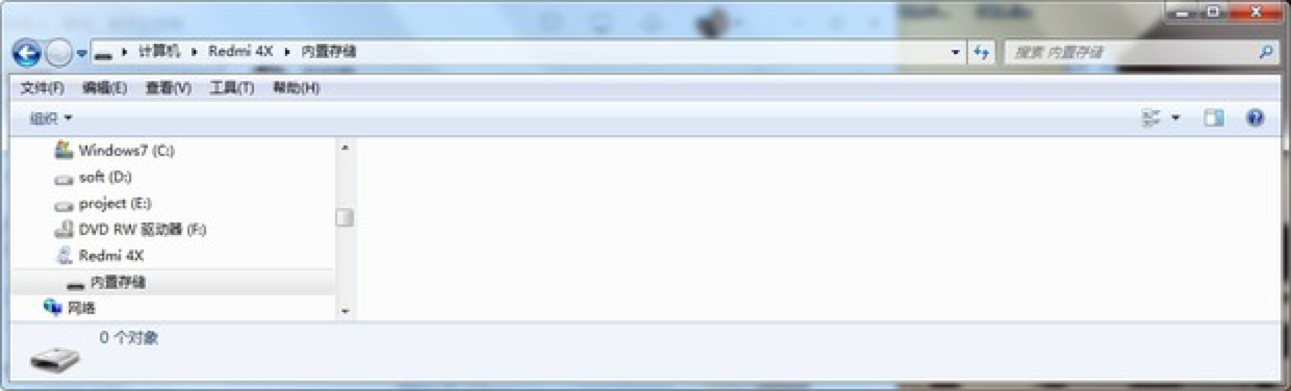 计算机 Redmi 4X 内置存储 搜索 内置存储
文件(F) 编辑(E) 查看(V) 工具(T) 帮助(H)
组织
Windows7 (C:)
soft (D:)
project (E:)
DVD RW 驱动器 (F:)
Redmi 4X
内置存储
网络
0 个对象